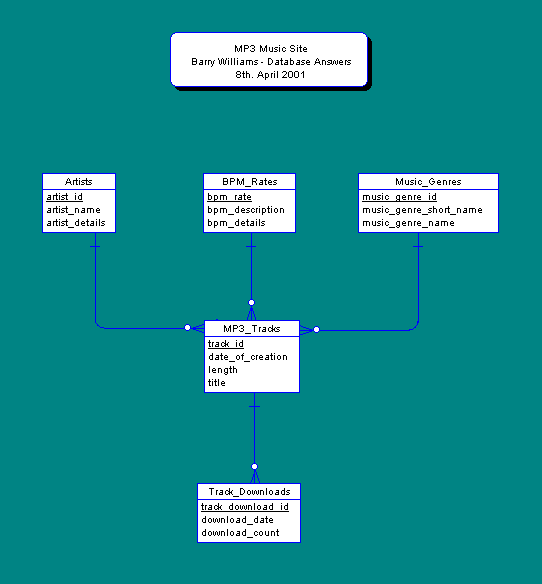 MP3 Music Site
Barry Williams - Database Answers
8th. April 2001
Artists
artist_id
artist_name
artist_details
BPM_Rates
bpm_rate
bpm_description
bpm_details
Music_Genres
music_genre_id
music_genre_short_name
music_genre_name
MP3_Tracks
track_id
date_of_creation
length
title
Track_Downloads
track_download_id
download_date
download_count